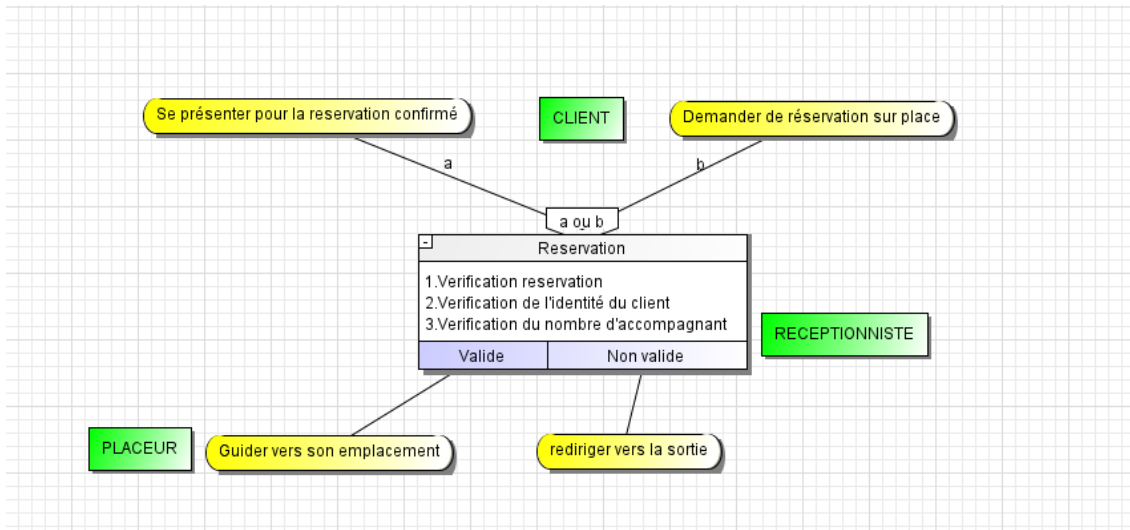 Se présenter pour la reservation confirmé
CLIENT
Demander de réservation sur place
a
b
a ou b
-
Reservation
1.Verification reservation
2.Verification de l'identité du client
3.Verification du nombre d'accompagnant
RECEPTIONNISTE
Valide
Non valide
PLACEUR
Guider vers son emplacement
rediriger vers la sortie